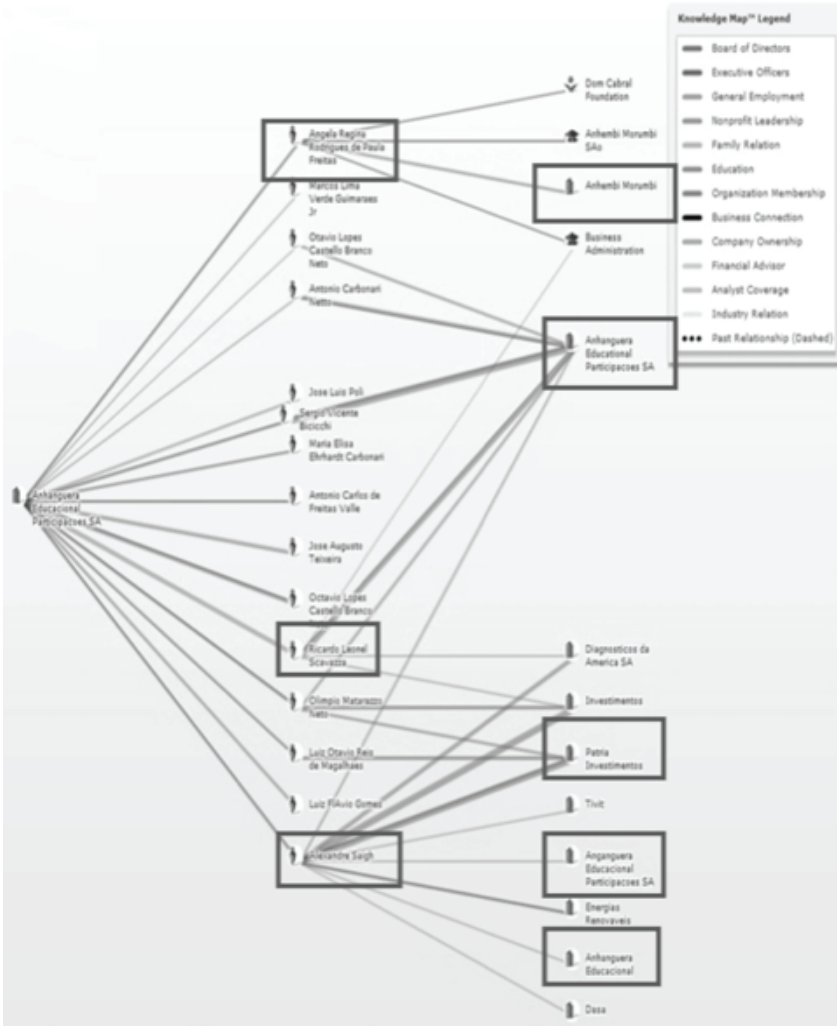 Knowledge Map™ Legend
Board of Directors
Executive Officers
General Employment
Nonprofit Leadership
Family Relation
Education
Organization Membership
Business Connection
Company Ownership
Financial Advisor
Analyst Coverage
Industry Relation
Past Relationship (Dashed)
Anhanguera
Educacional
Participacoes SA
Angela Regina
Rodrigues de Paula
Freitas
Marcos Lima
Verde Guimaraes
Jr
Otavio Lopes
Castello Branco
Neto
Antonio Carbonari
Netto
Jose Luis Poli
Sergio Vicente
Bicicchi
Maria Elisa
Ehrhardt Carbonari
Antonio Carlos de
Freitas Valle
Jose Augusto
Teixeira
Octavio Lopes
Castello Branco
Ricardo Leonel
Scavazza
Olimpio Matarazzo
Neto
Luiz Otavio Reis
de Magalhaes
Luiz FlAvio Gomes
Alexandre Saigh
Dom Cabral
Foundation
Anhembi Morumbi
SAo
Anhembi Morumbi
Business
Administration
Anhanguera
Educational
Participacoes SA
Diagnosticos da
America SA
Investimentos
Patria
Investimentos
Tivit
Anganguera
Educacional
Participacoes SA
Energias
Renovaveis
Anhanguera
Educacional
Dasa